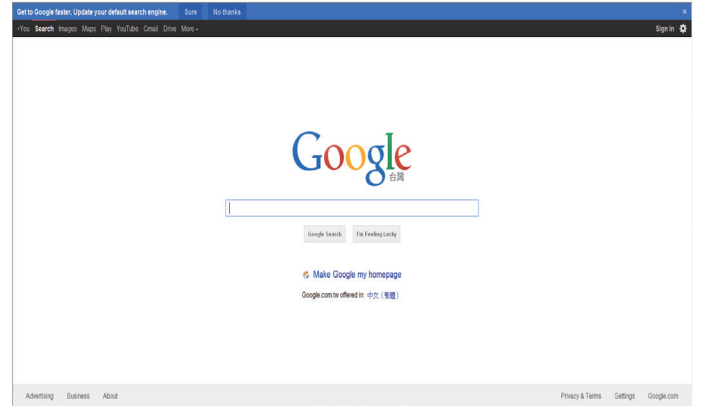 Get to Google faster. Update your default search engine. Sure No thanks ×
+You Search Images Maps Play YouTube Gmail Drive More Sign in
Google
台灣
Google Search I'm Feeling Lucky
Make Google my homepage
Google.com.tw offered in: 中文（繁體）
Advertising Business About Privacy & Terms Settings Google.com